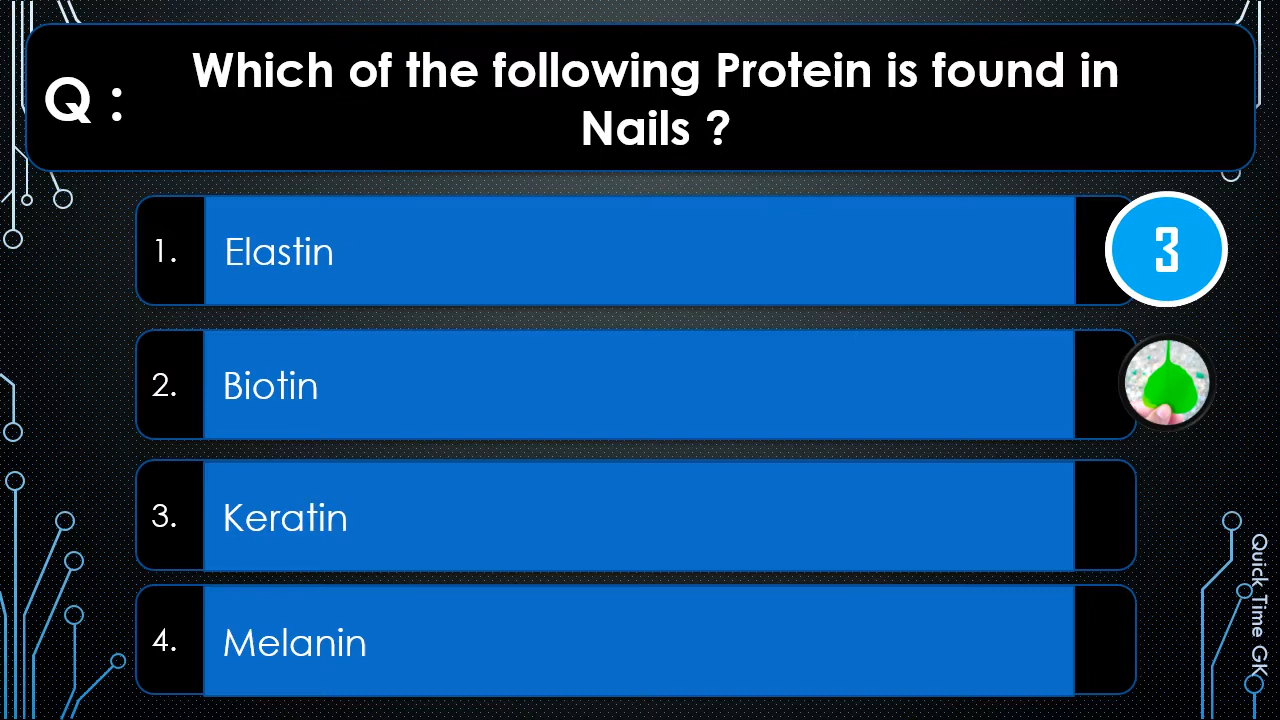 Q :
Which of the following Protein is found in
Nails ?
1. Elastin
3
2. Biotin
3. Keratin
4. Melanin
Quick Time GK